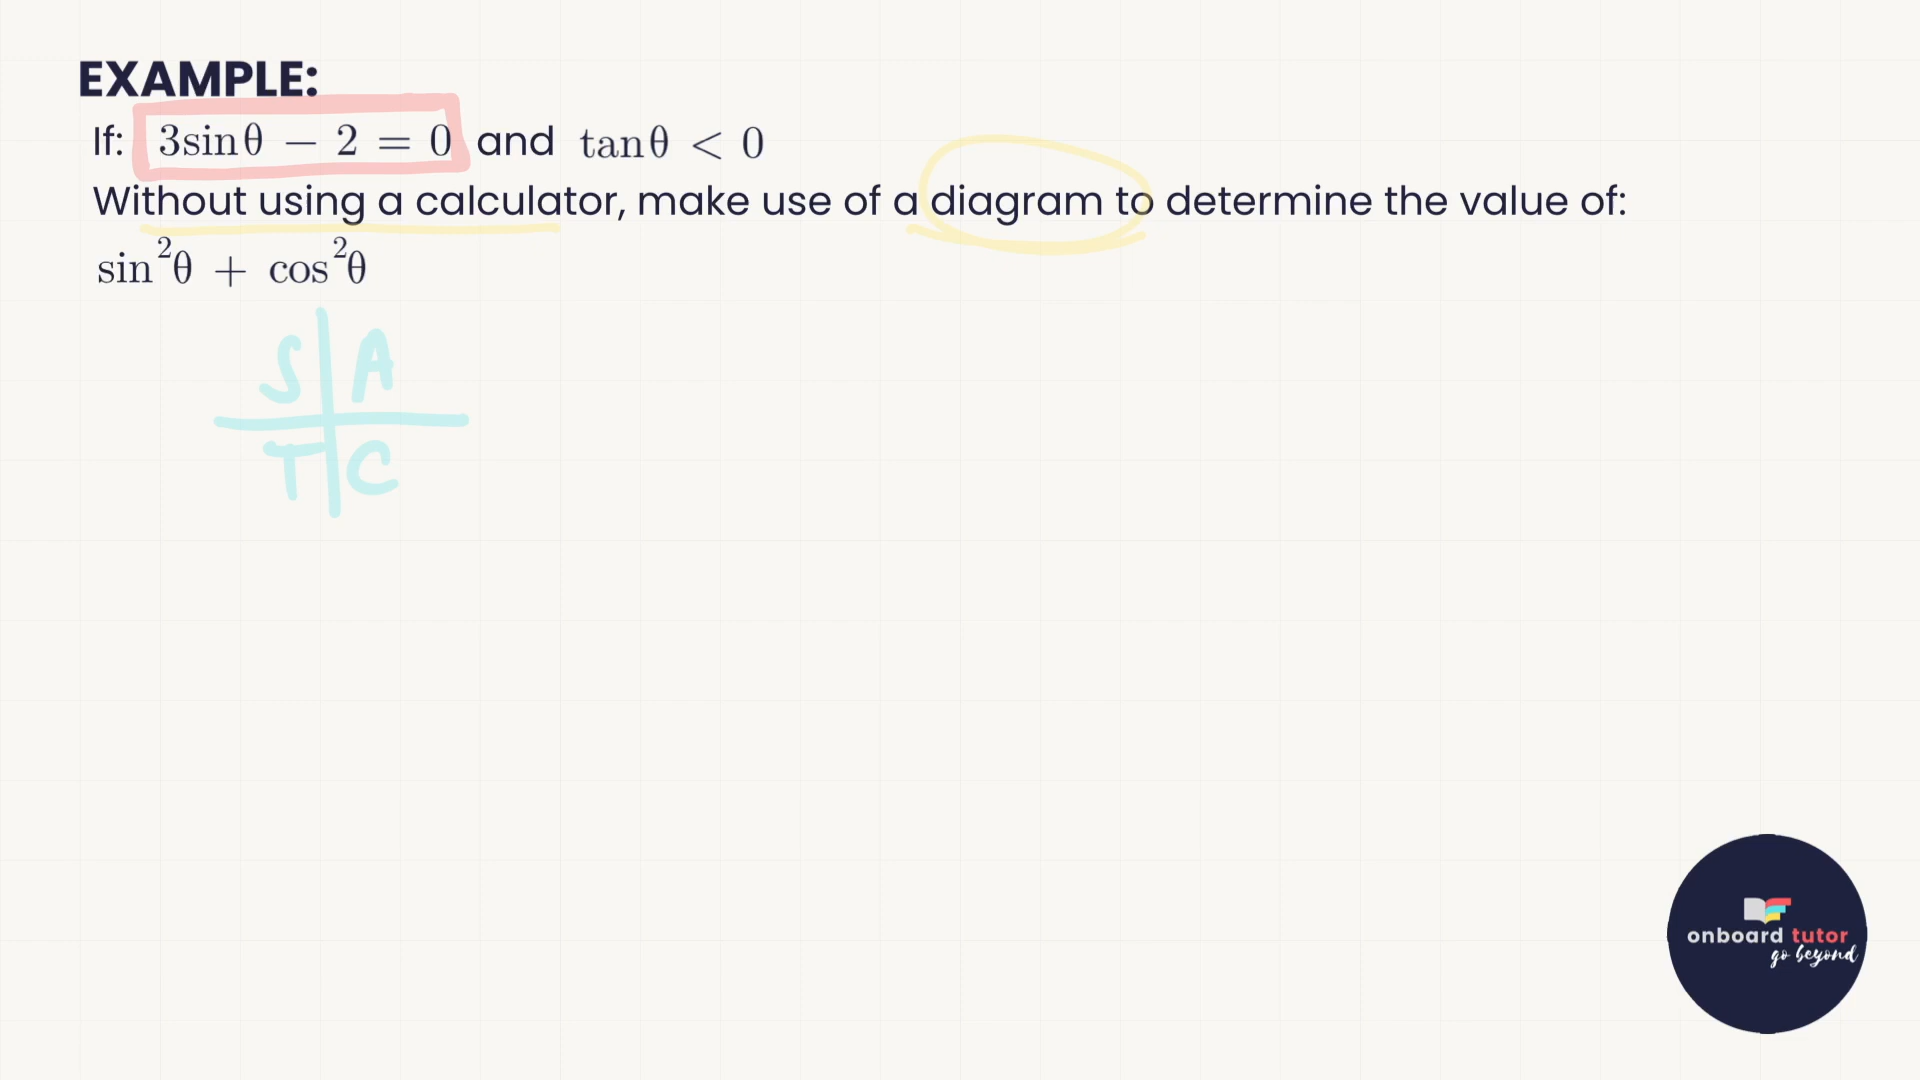 EXAMPLE:
If: 3sinθ − 2 = 0 and tanθ < 0
Without using a calculator, make use of a diagram to determine the value of:
sin²θ + cos²θ
S A
T C
onboard tutor
go beyond